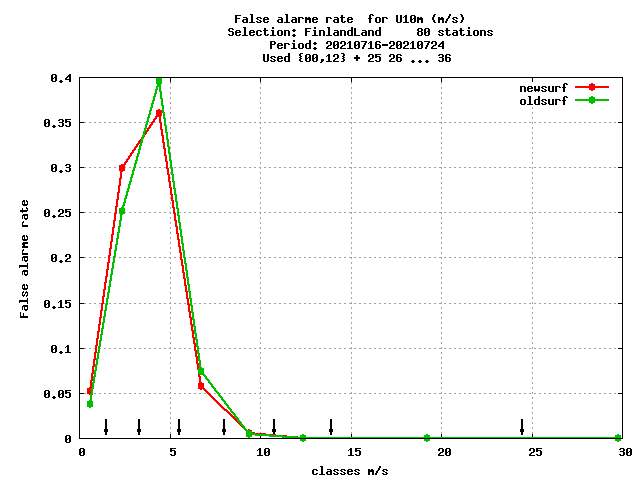 False alarme rate  for U10m (m/s)
Selection: FinlandLand     80 stations
Period: 20210716-20210724
Used {00,12} + 25 26 ... 36
newsurf
oldsurf
0.4
0.35
0.3
0.25
0.2
0.15
0.1
0.05
0
False alarme rate
0 5 10 15 20 25 30
classes m/s